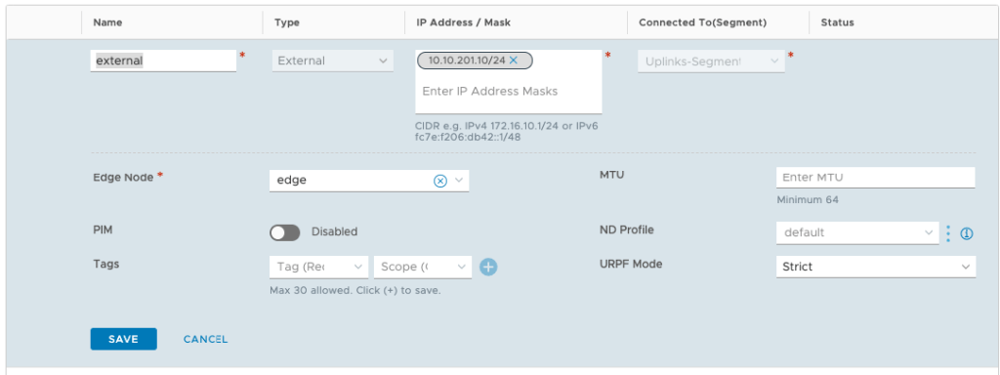 Name Type IP Address / Mask Connected To(Segment) Status
external * External 10.10.201.10/24 × * Uplinks-Segment *
Enter IP Address Masks
CIDR e.g. IPv4 172.16.10.1/24 or IPv6
fc7e:f206:db42::1/48
Edge Node * edge MTU Enter MTU
Minimum 64
PIM Disabled ND Profile default
Tags Tag (Rec Scope (O URPF Mode Strict
Max 30 allowed. Click (+) to save.
SAVE CANCEL